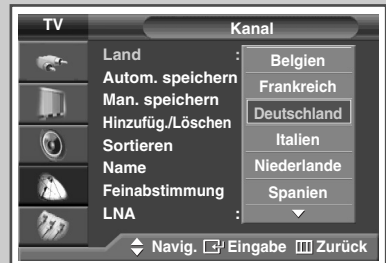 TV
Kanal
Land :
Belgien
Autom. speichern
Frankreich
Man. speichern
Deutschland
Hinzufüg./Löschen
Italien
Sortieren
Name
Niederlande
Feinabstimmung
Spanien
LNA :
Navig. Eingabe Zurück